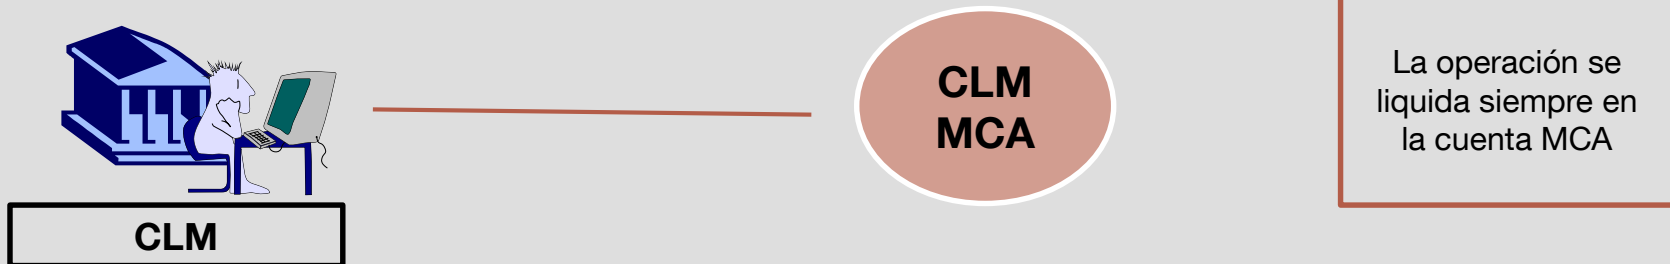 CLM
CLM
MCA
La operación se
liquida siempre en
la cuenta MCA